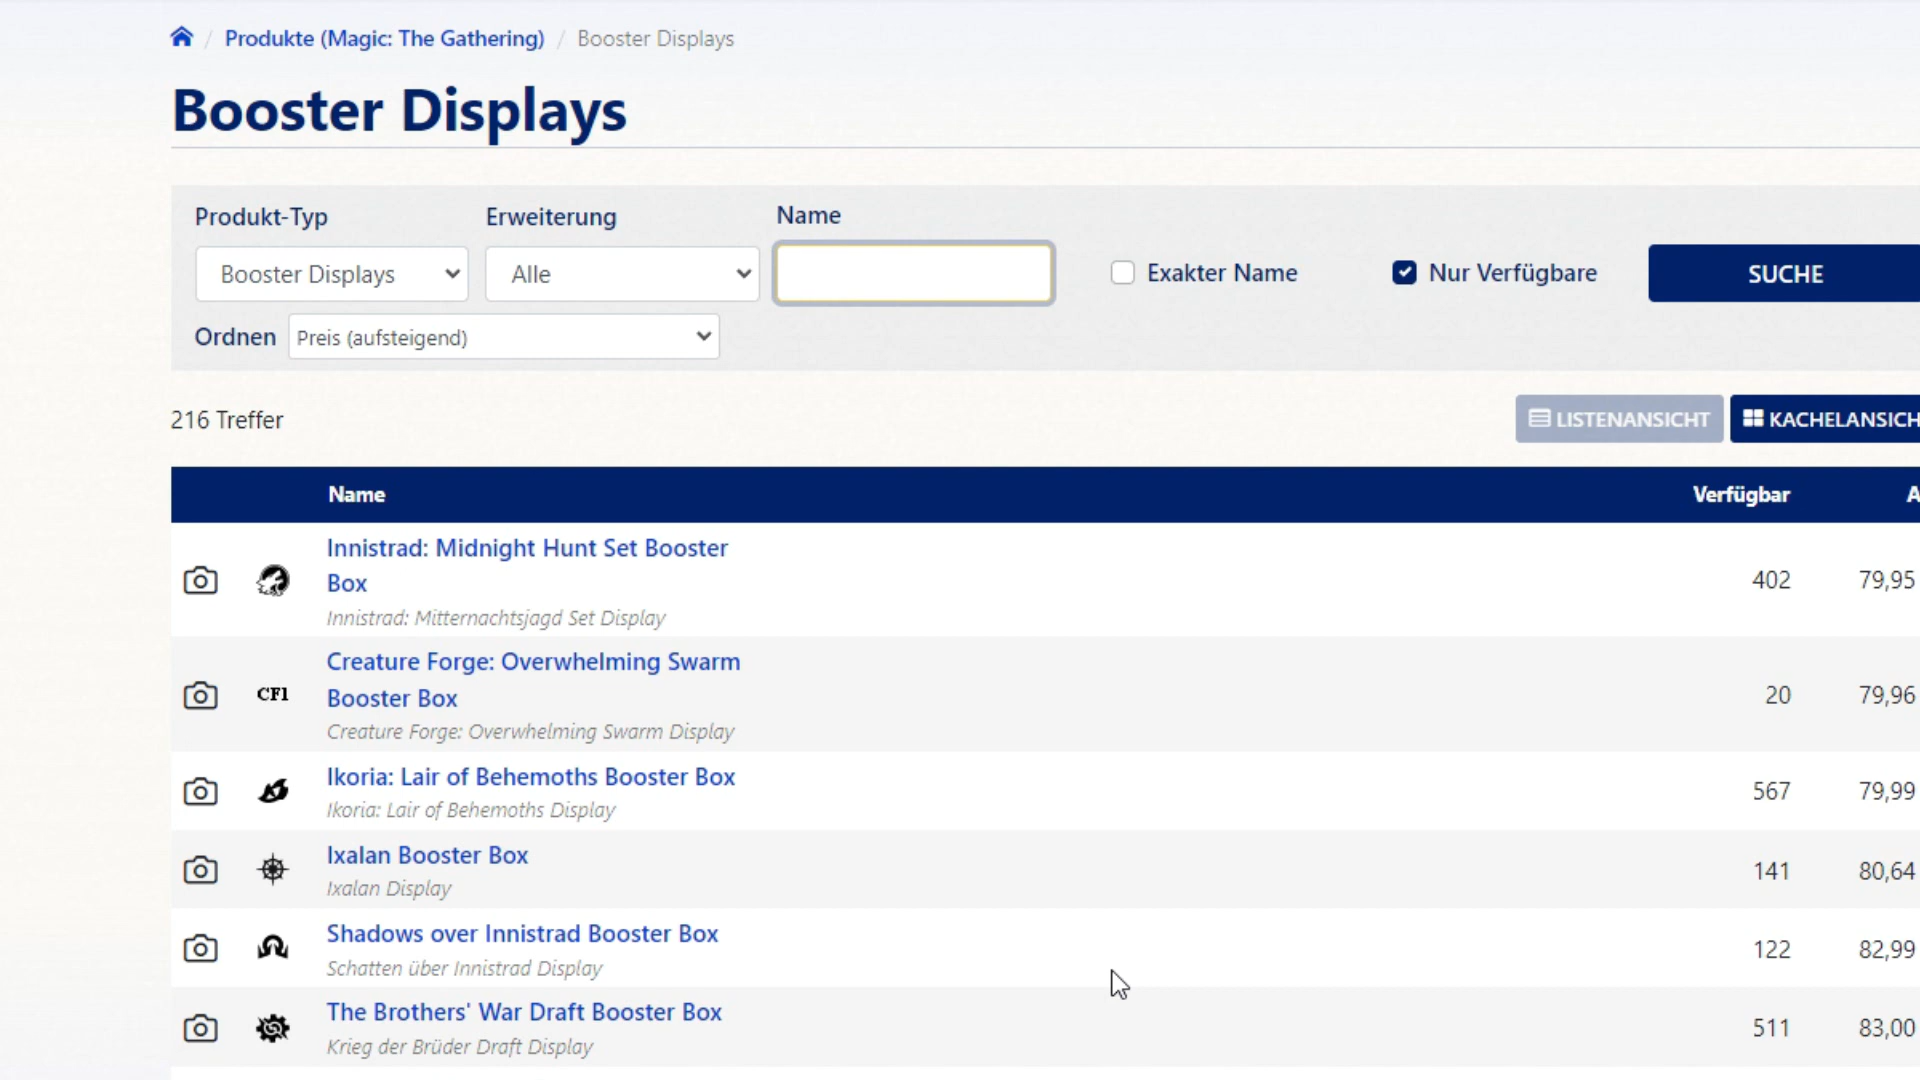 / Produkte (Magic: The Gathering) / Booster Displays
Booster Displays
Produkt-Typ Erweiterung Name
Booster Displays Alle Exakter Name Nur Verfügbare SUCHE
Ordnen Preis (aufsteigend)
216 Treffer LISTENANSICHT KACHELANSICH
Name Verfügbar A
Innistrad: Midnight Hunt Set Booster
Box
Innistrad: Mitternachtsjagd Set Display
402 79,95
Creature Forge: Overwhelming Swarm
CF1 Booster Box
Creature Forge: Overwhelming Swarm Display
20 79,96
Ikoria: Lair of Behemoths Booster Box
Ikoria: Lair of Behemoths Display
567 79,99
Ixalan Booster Box
Ixalan Display
141 80,64
Shadows over Innistrad Booster Box
Schatten über Innistrad Display
122 82,99
The Brothers' War Draft Booster Box
Krieg der Brüder Draft Display
511 83,00